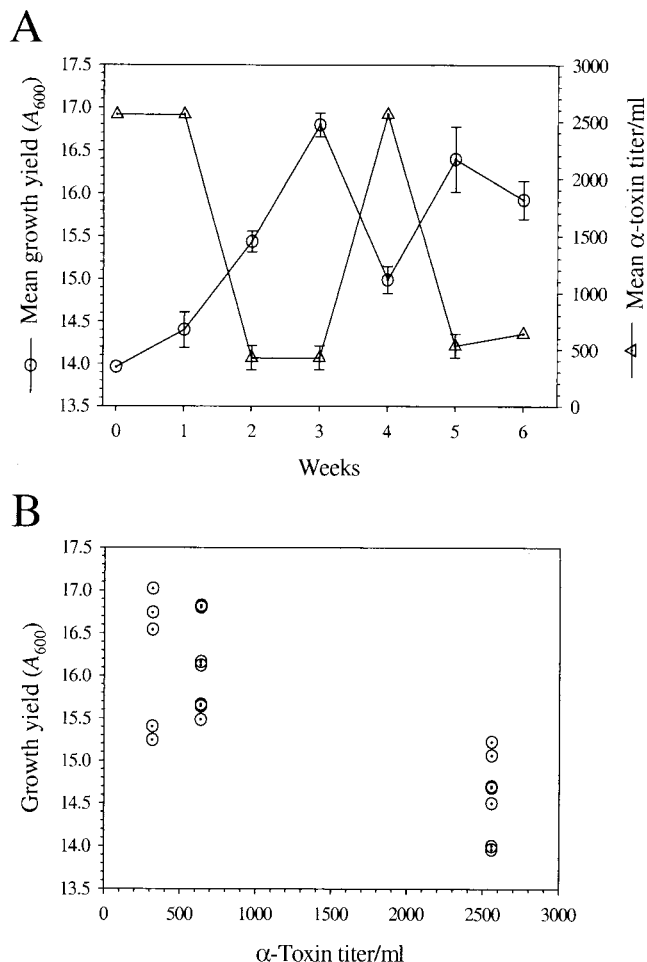 A
Mean growth yield (A600)
17.5
17.0
16.5
16.0
15.5
15.0
14.5
14.0
13.5
3000
2500
2000
1500
1000
500
0
Mean α-toxin titer/ml
0 1 2 3 4 5 6
Weeks
B
Growth yield (A600)
17.5
17.0
16.5
16.0
15.5
15.0
14.5
14.0
13.5
0 500 1000 1500 2000 2500 3000
α-Toxin titer/ml